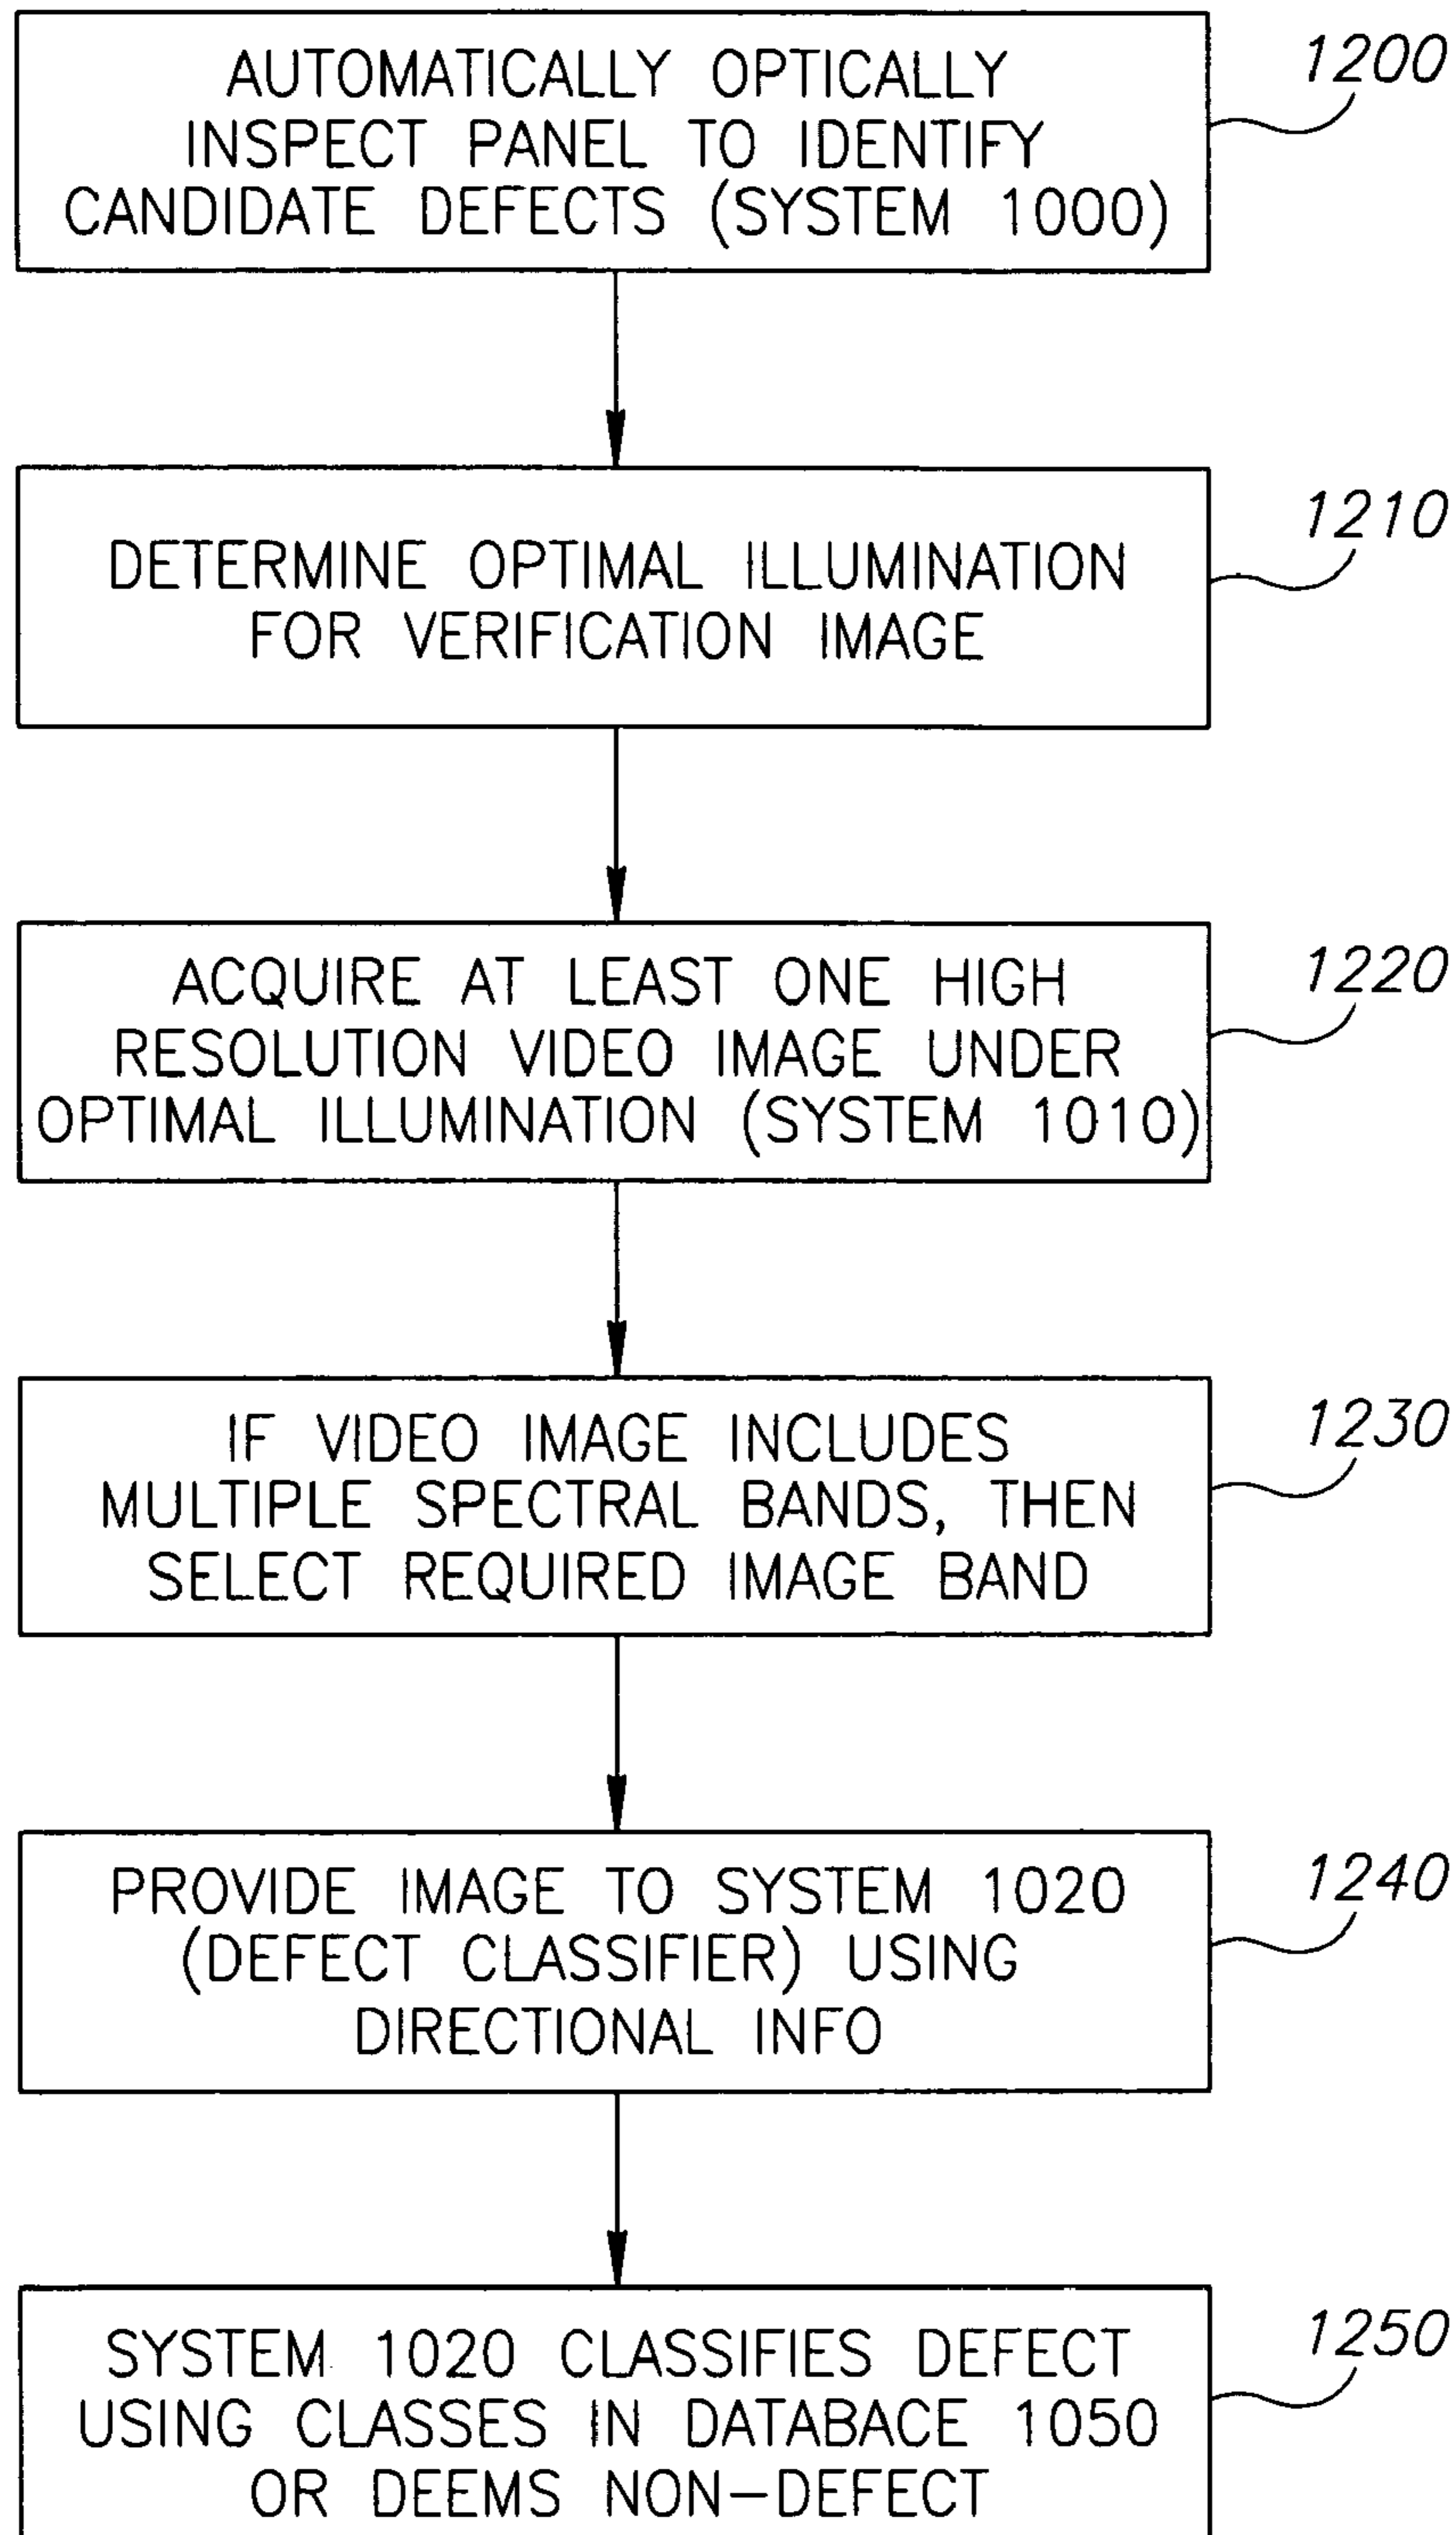 AUTOMATICALLY OPTICALLY
INSPECT PANEL TO IDENTIFY
CANDIDATE DEFECTS (SYSTEM 1000)
1200
DETERMINE OPTIMAL ILLUMINATION
FOR VERIFICATION IMAGE
1210
ACQUIRE AT LEAST ONE HIGH
RESOLUTION VIDEO IMAGE UNDER
OPTIMAL ILLUMINATION (SYSTEM 1010)
1220
IF VIDEO IMAGE INCLUDES
MULTIPLE SPECTRAL BANDS, THEN
SELECT REQUIRED IMAGE BAND
1230
PROVIDE IMAGE TO SYSTEM 1020
(DEFECT CLASSIFIER) USING
DIRECTIONAL INFO
1240
SYSTEM 1020 CLASSIFIES DEFECT
USING CLASSES IN DATABACE 1050
OR DEEMS NON-DEFECT
1250